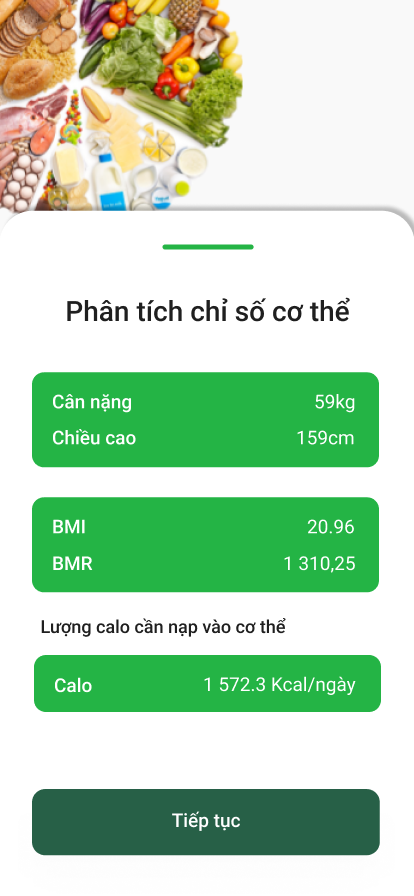 Phân tích chỉ số cơ thể
Cân nặng 59kg
Chiều cao 159cm
BMI 20.96
BMR 1 310,25
Lượng calo cần nạp vào cơ thể
Calo 1 572.3 Kcal/ngày
Tiếp tục